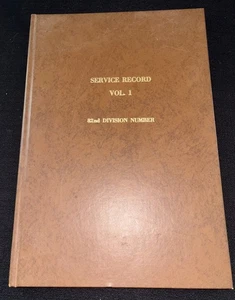 SERVICE RECORD
VOL. 1
82nd DIVISION NUMBER